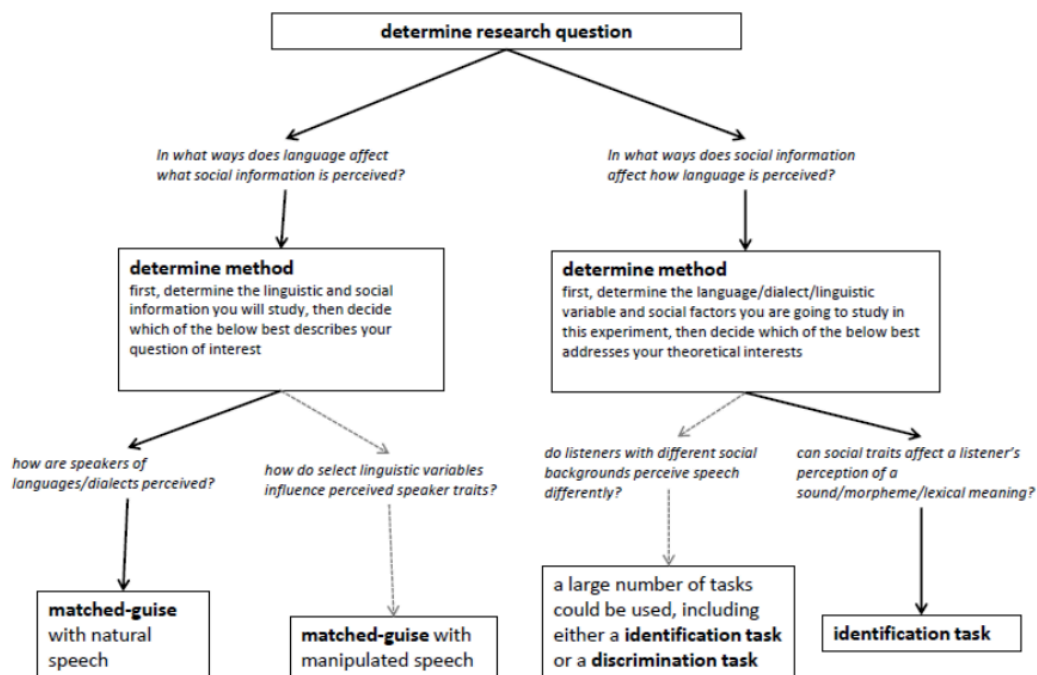 determine research question
In what ways does language affect
what social information is perceived?
In what ways does social information
affect how language is perceived?
determine method
first, determine the linguistic and social
information you will study, then decide
which of the below best describes your
question of interest
determine method
first, determine the language/dialect/linguistic
variable and social factors you are going to study in
this experiment, then decide which of the below best
addresses your theoretical interests
how are speakers of
languages/dialects perceived?
how do select linguistic variables
influence perceived speaker traits?
do listeners with different social
backgrounds perceive speech
differently?
can social traits affect a listener's
perception of a
sound/morpheme/lexical meaning?
matched-guise
with natural
speech
matched-guise with
manipulated speech
a large number of tasks
could be used, including
either a identification task
or a discrimination task
identification task